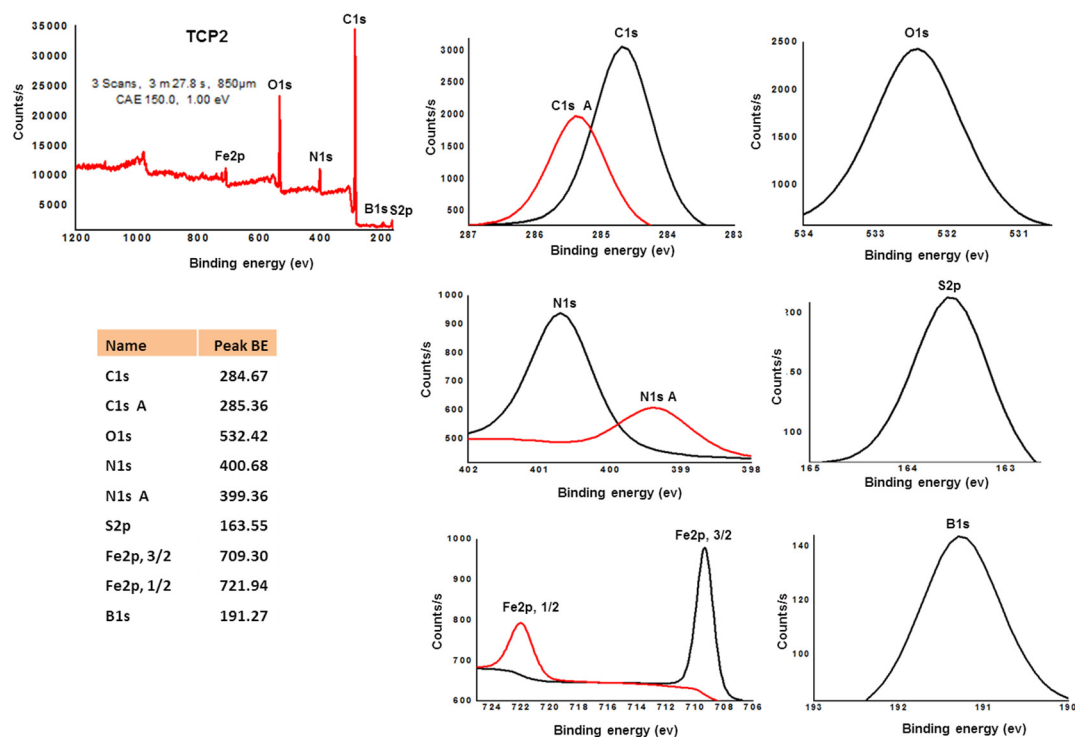 TCP2
3 Scans, 3 m 27.8 s, 850μm
CAE 150.0, 1.00 eV
C1s
O1s
Fe2p
N1s
B1s
S2p
Counts/s
35000
30000
25000
20000
15000
10000
5000
1200 1000 800 600 400 200
Binding energy (ev)
C1s
C1s A
Counts/s
3000
2500
2000
1500
1000
500
287 286 285 284 283
Binding energy (ev)
O1s
Counts/s
2500
2000
1500
1000
534 533 532 531
Binding energy (ev)
Name Peak BE
C1s 284.67
C1s A 285.36
O1s 532.42
N1s 400.68
N1s A 399.36
S2p 163.55
Fe2p, 3/2 709.30
Fe2p, 1/2 721.94
B1s 191.27
N1s
N1s A
Counts/s
1000
900
800
700
600
500
402 401 400 399 398
Binding energy (ev)
S2p
Counts/s
200
50
100
165 164 163
Binding energy (ev)
Fe2p, 3/2
Fe2p, 1/2
Counts/s
1000
900
800
700
600
724 722 720 718 716 714 712 710 708 706
Binding energy (ev)
B1s
Counts/s
140
120
100
193 192 191 190
Binding energy (ev)